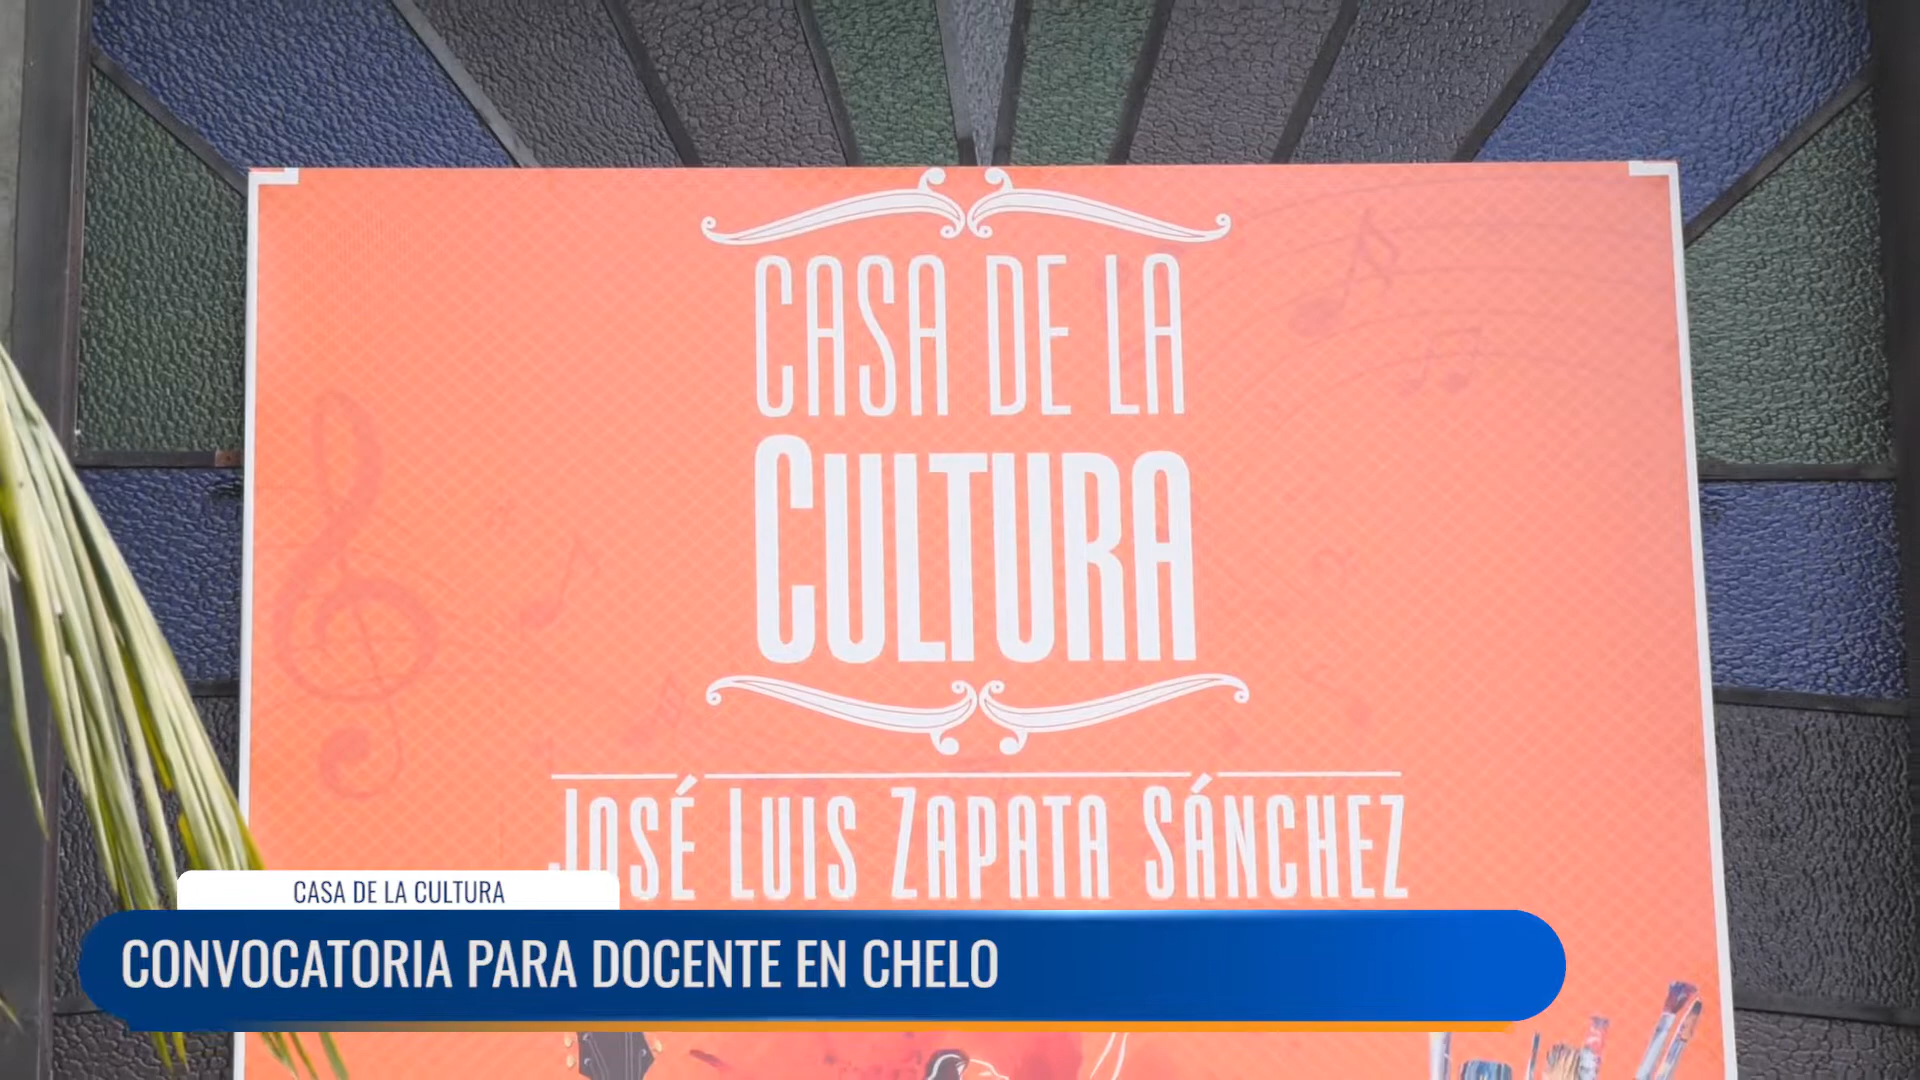 CASA DE LA
CULTURA
JOSÉ LUIS ZAPATA SÁNCHEZ
CASA DE LA CULTURA
CONVOCATORIA PARA DOCENTE EN CHELO